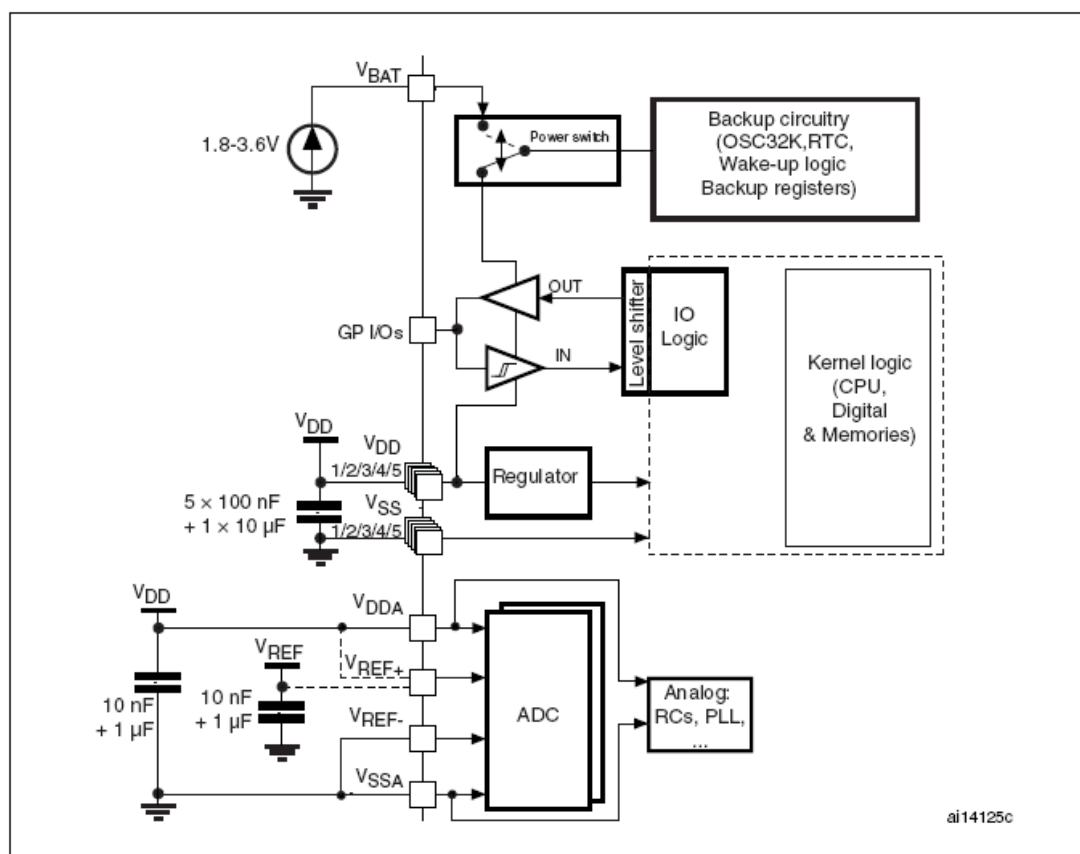 VBAT
1.8-3.6V
Power switch
Backup circuitry
(OSC32K,RTC,
Wake-up logic
Backup registers)
OUT
GP I/Os
IN
Level shifter
IO
Logic
Kernel logic
(CPU,
Digital
& Memories)
VDD
VDD
1/2/3/4/5
Regulator
5 × 100 nF
+ 1 × 10 µF
VSS
1/2/3/4/5
VDD
VDDA
VREF
VREF+
10 nF
+ 1 µF
10 nF
+ 1 µF
VREF-
VSSA
ADC
Analog:
RCs, PLL,
...
ai14125c